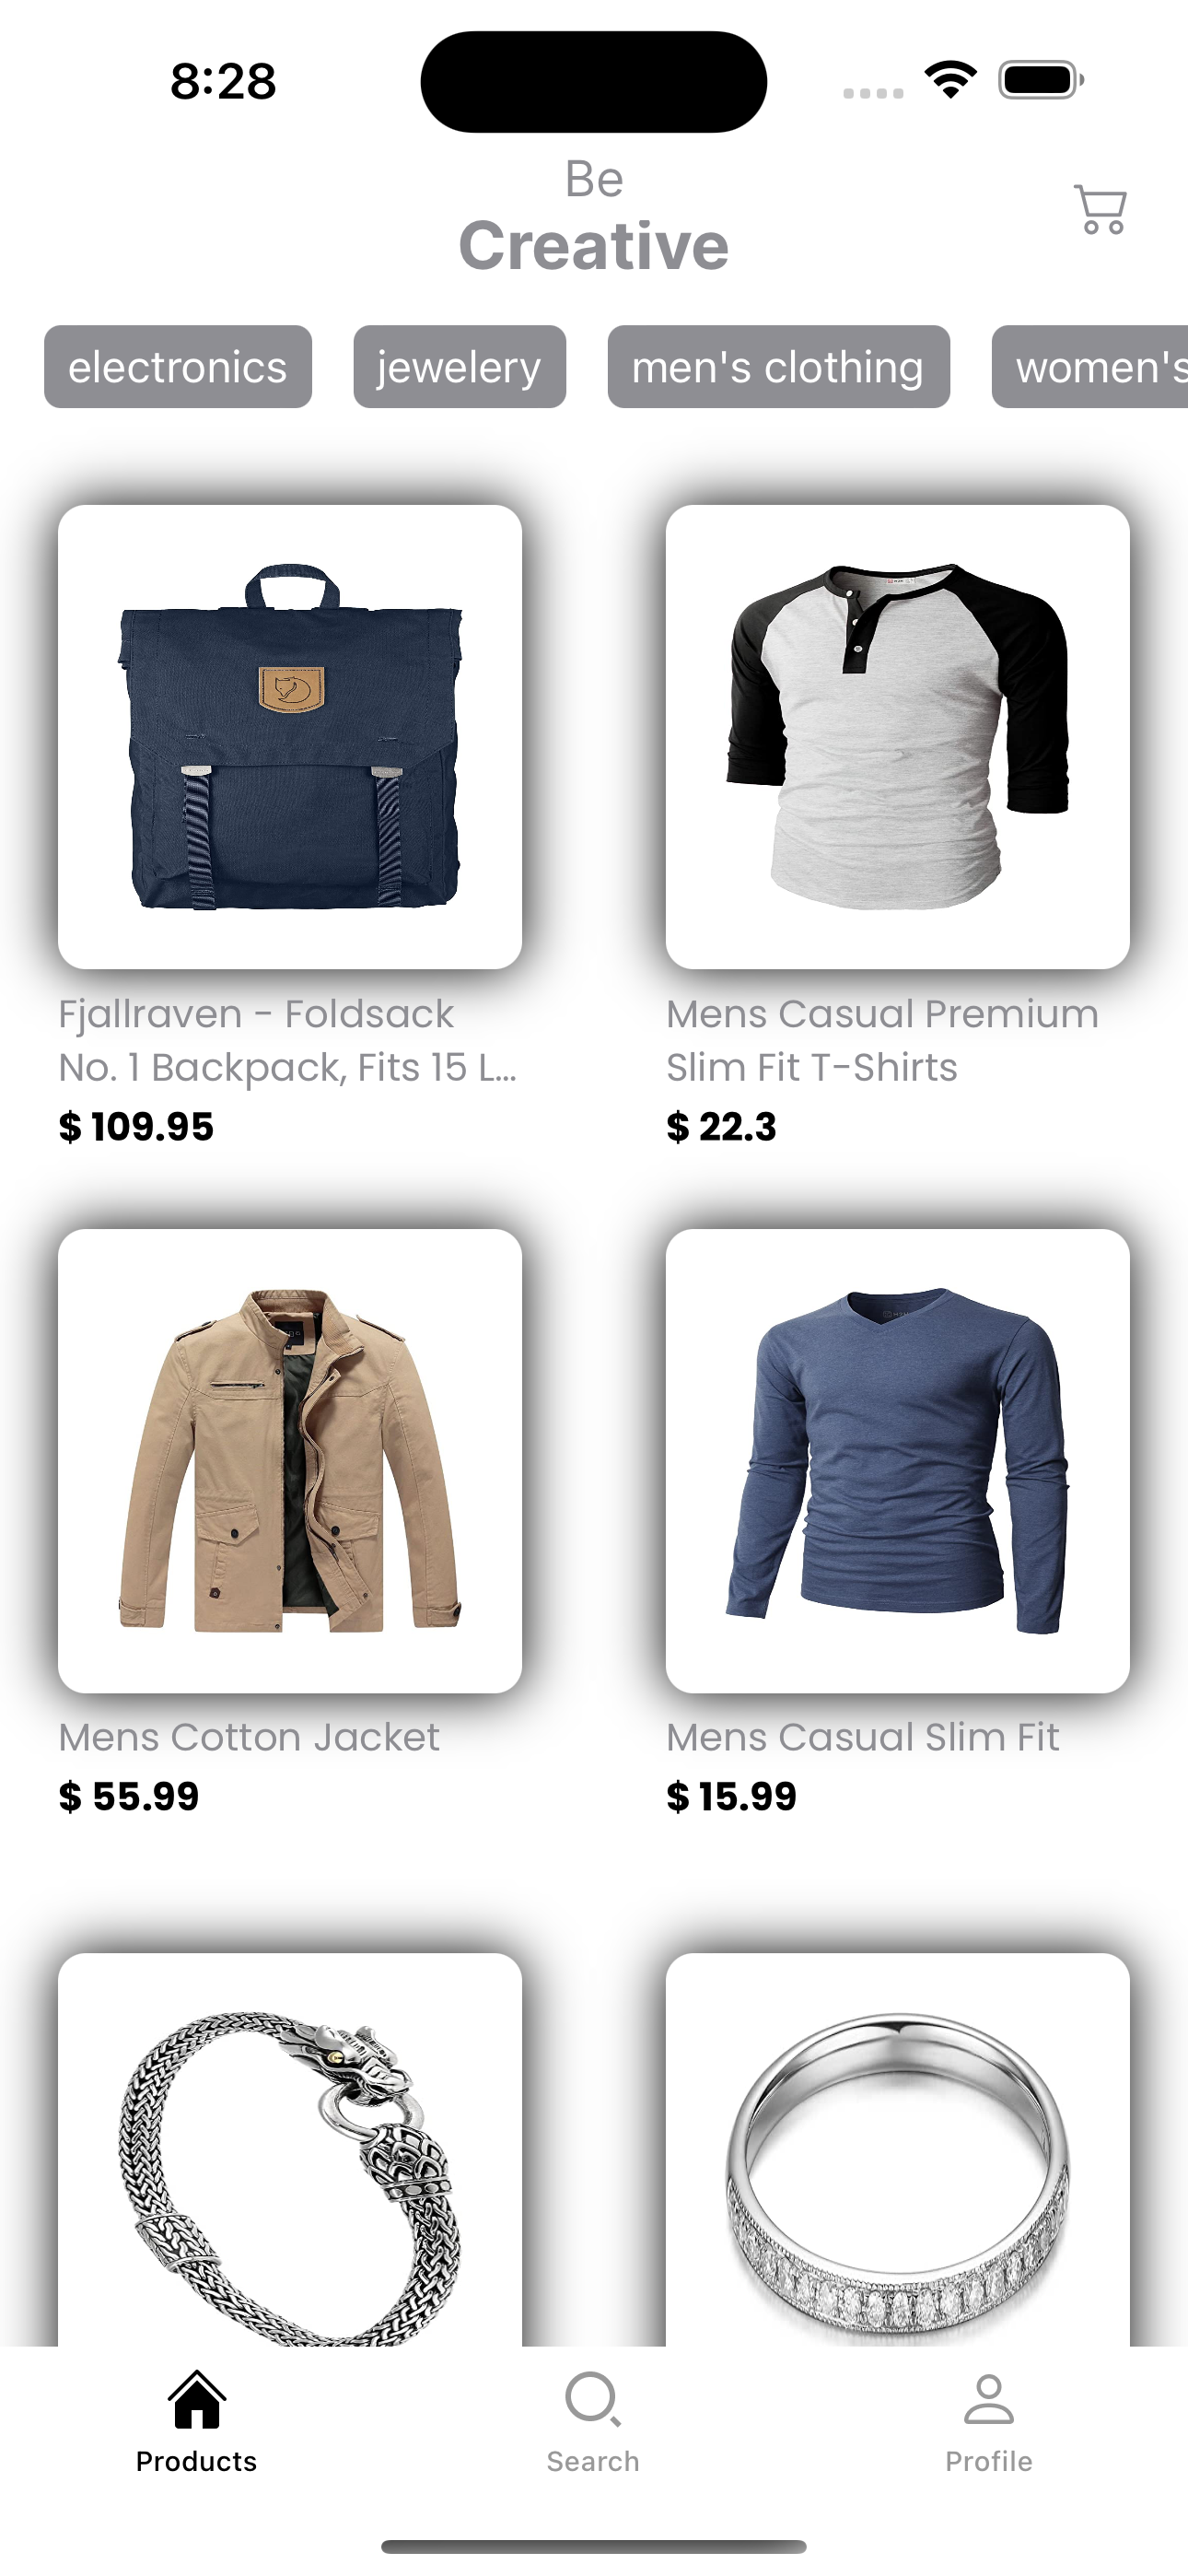 8:28
Be
Creative
electronics
jewelery
men's clothing
women's
Fjallraven - Foldsack
No. 1 Backpack, Fits 15 L...
$ 109.95
Mens Casual Premium
Slim Fit T-Shirts
$ 22.3
Mens Cotton Jacket
$ 55.99
Mens Casual Slim Fit
$ 15.99
Products
Search
Profile